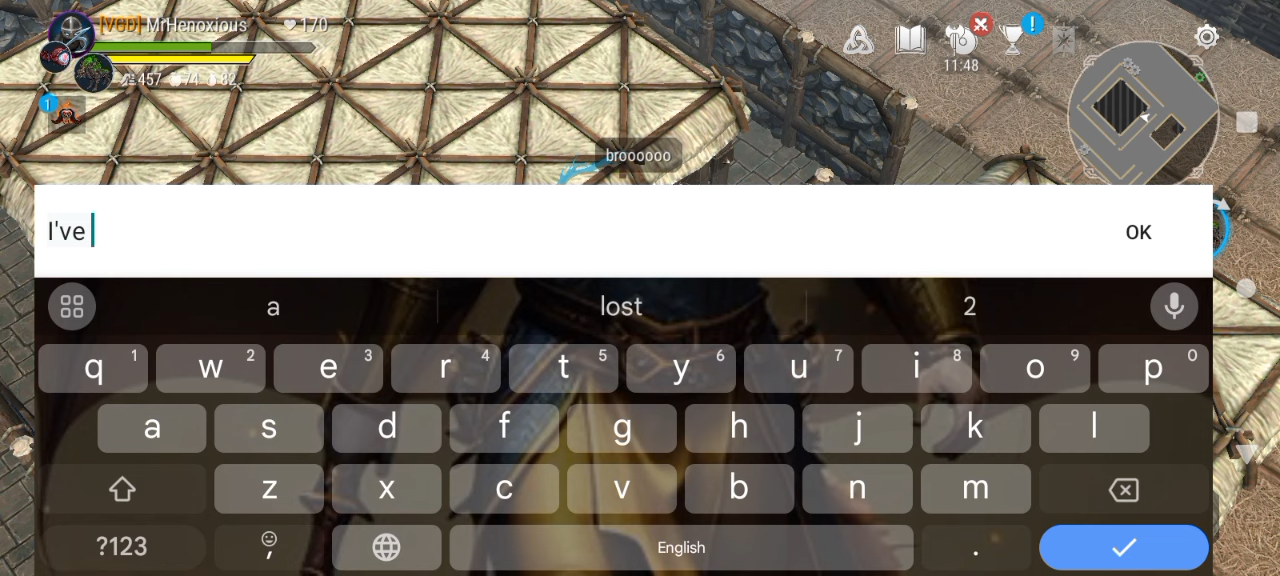 [VGD] MrHenoxious 170
457 74 82
1
!
11:48
broooooo
I've
OK
a lost 2
q 1 w 2 e 3 r 4 t 5 y 6 u 7 i 8 o 9 p 0
a s d f g h j k l
z x c v b n m
?123 , English .